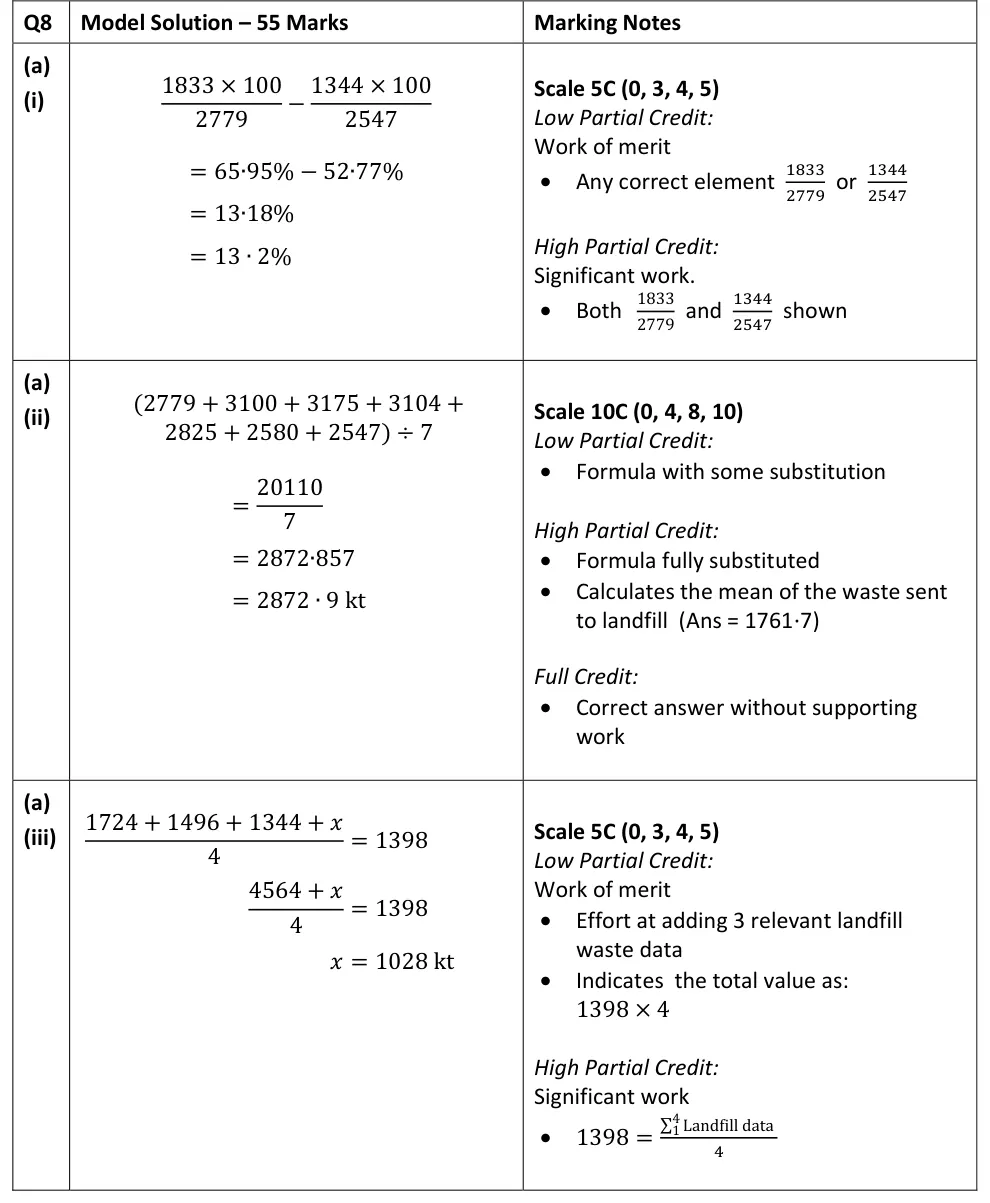 Q8 Model Solution – 55 Marks Marking Notes
(a)
(i)
1833 × 100 / 2779 − 1344 × 100 / 2547
= 65·95% − 52·77%
= 13·18%
= 13 · 2%
Scale 5C (0, 3, 4, 5)
Low Partial Credit:
Work of merit
• Any correct element 1833/2779 or 1344/2547
High Partial Credit:
Significant work.
• Both 1833/2779 and 1344/2547 shown
(a)
(ii)
(2779 + 3100 + 3175 + 3104 +
2825 + 2580 + 2547) ÷ 7
= 20110/7
= 2872·857
= 2872 · 9 kt
Scale 10C (0, 4, 8, 10)
Low Partial Credit:
• Formula with some substitution
High Partial Credit:
• Formula fully substituted
• Calculates the mean of the waste sent
to landfill (Ans = 1761·7)
Full Credit:
• Correct answer without supporting
work
(a)
(iii)
1724 + 1496 + 1344 + x / 4 = 1398
4564 + x / 4 = 1398
x = 1028 kt
Scale 5C (0, 3, 4, 5)
Low Partial Credit:
Work of merit
• Effort at adding 3 relevant landfill
waste data
• Indicates the total value as:
1398 × 4
High Partial Credit:
Significant work
• 1398 = ∑₁⁴ Landfill data / 4